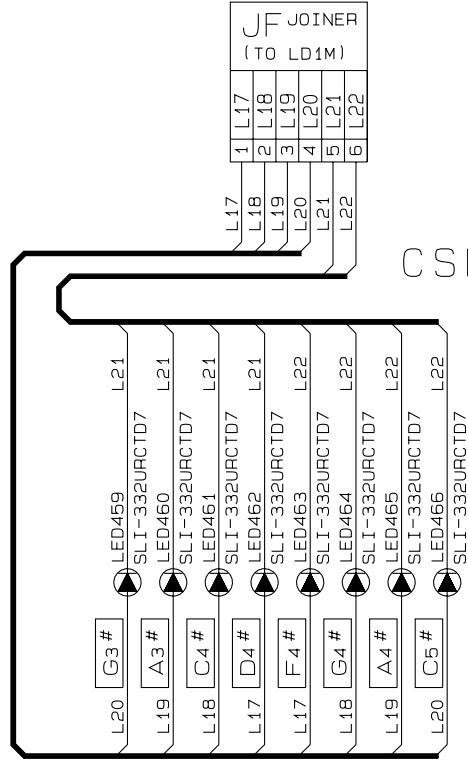 JF JOINER
(TO LD1M)
L17 L18 L19 L20 L21 L22
1 2 3 4 5 6
L17 L18 L19 L20 L21 L22
L21 L21 L21 L21 L22 L22 L22 L22
LED459 SLI-332URCTD7
LED460 SLI-332URCTD7
LED461 SLI-332URCTD7
LED462 SLI-332URCTD7
LED463 SLI-332URCTD7
LED464 SLI-332URCTD7
LED465 SLI-332URCTD7
LED466 SLI-332URCTD7
G3# A3# C4# D4# F4# G4# A4# C5#
L20 L19 L18 L17 L17 L18 L19 L20